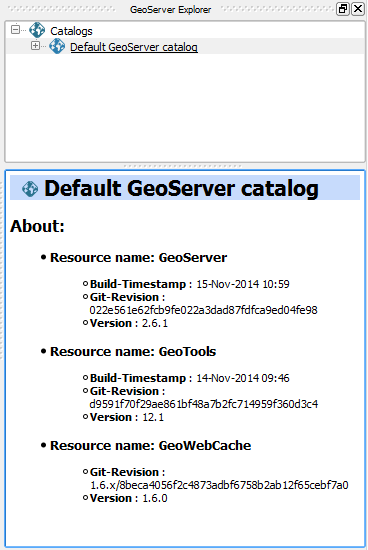 GeoServer Explorer
Catalogs
Default GeoServer catalog
Default GeoServer catalog
About:
Resource name: GeoServer
Build-Timestamp : 15-Nov-2014 10:59
Git-Revision :
022e561e62fcb9fe022a3dad87fdfca9ed04fe98
Version : 2.6.1
Resource name: GeoTools
Build-Timestamp : 14-Nov-2014 09:46
Git-Revision :
d9591f70f29ae861bf48a7b2fc714959f360d3c4
Version : 12.1
Resource name: GeoWebCache
Git-Revision :
1.6.x/8beca4056f2c4873adbf6758b2ab12f65cebf7a0
Version : 1.6.0